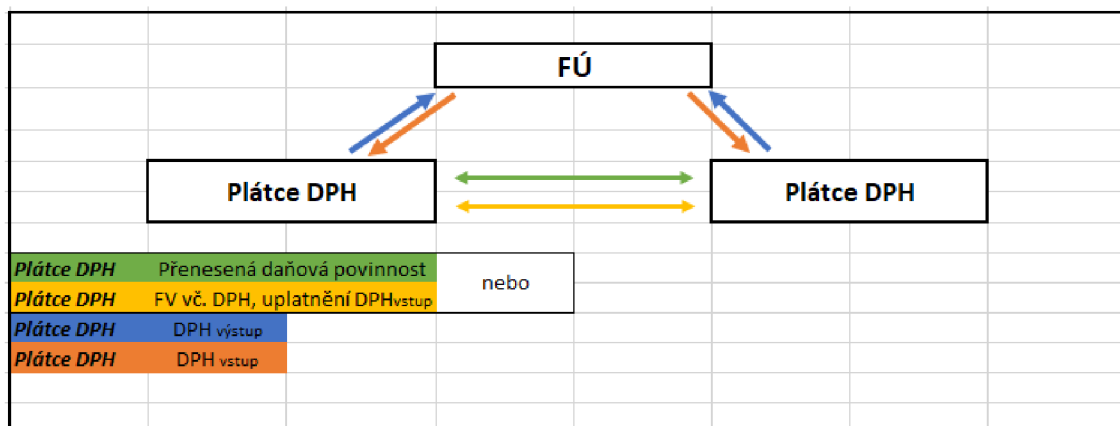 FÚ
Plátce DPH
Plátce DPH
Plátce DPH Přenesená daňová povinnost
nebo
Plátce DPH FV vč. DPH, uplatnění DPHvstup
Plátce DPH DPH výstup
Plátce DPH DPH vstup